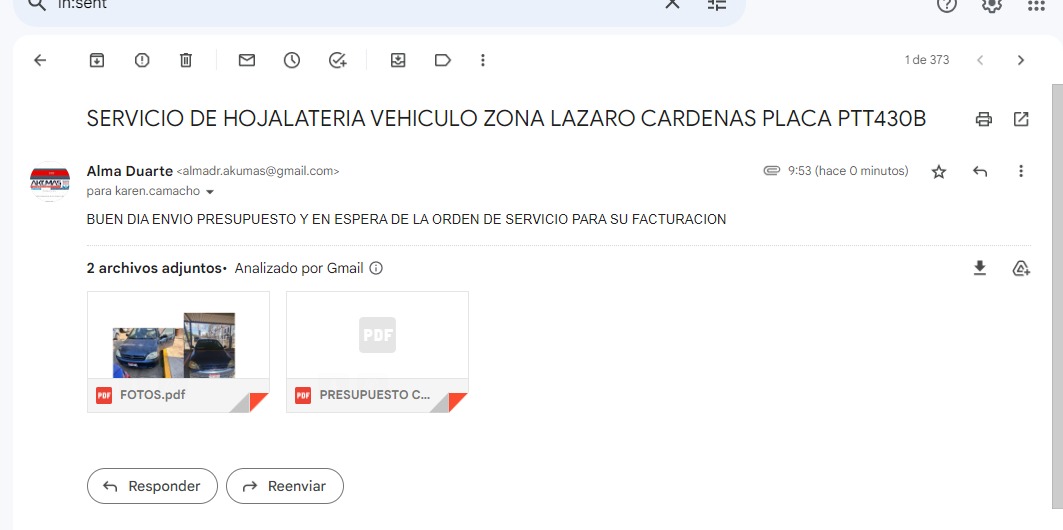 in:sent
1 de 373
SERVICIO DE HOJALATERIA VEHICULO ZONA LAZARO CARDENAS PLACA PTT430B
Alma Duarte <almadr.akumas@gmail.com>
9:53 (hace 0 minutos)
para karen.camacho
BUEN DIA ENVIO PRESUPUESTO Y EN ESPERA DE LA ORDEN DE SERVICIO PARA SU FACTURACION
2 archivos adjuntos• Analizado por Gmail
PDF
PDF FOTOS.pdf
PDF PRESUPUESTO C...
Responder
Reenviar